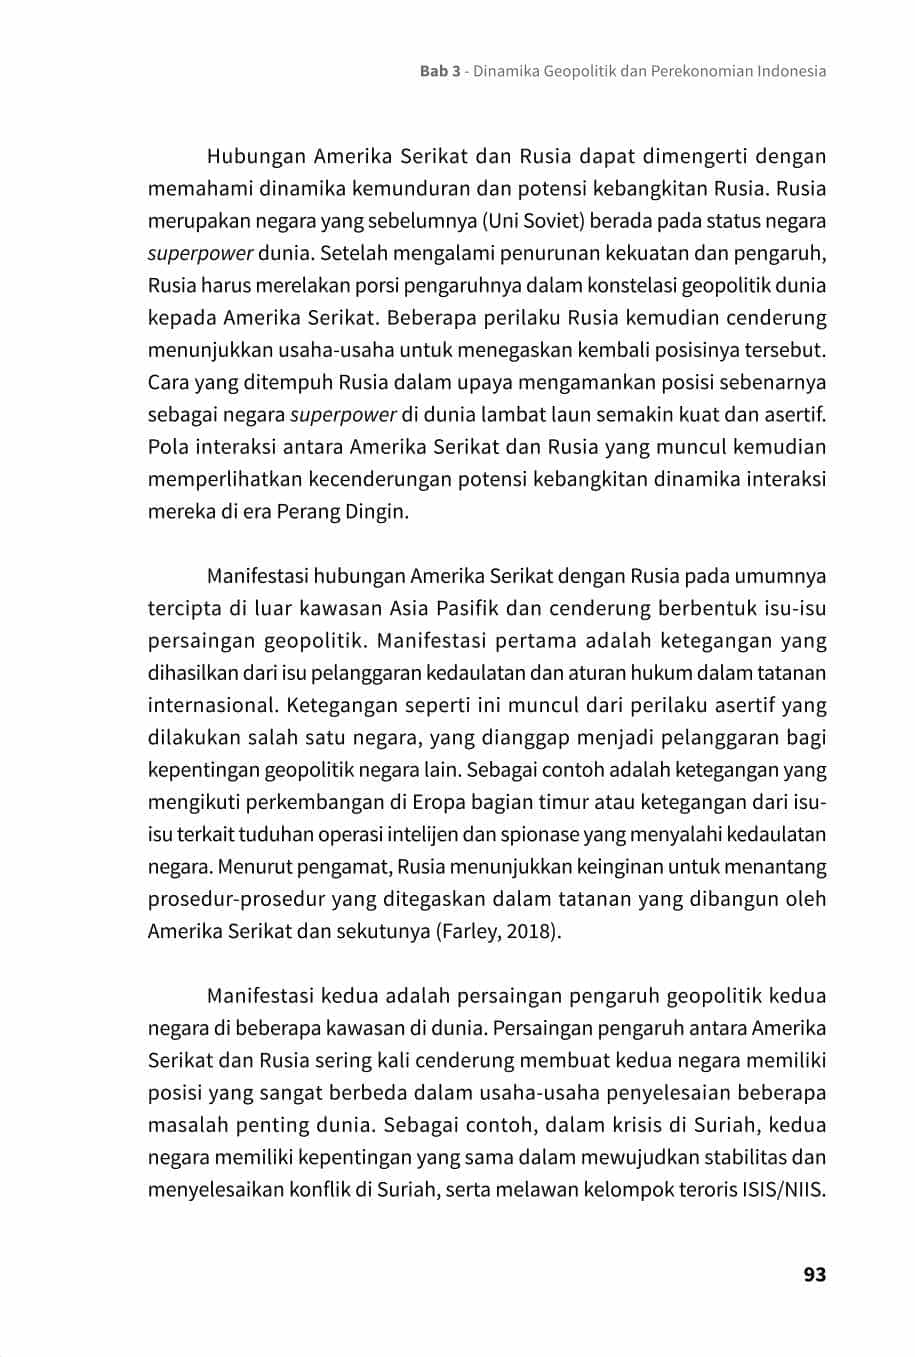 Bab 3 - Dinamika Geopolitik dan Perekonomian Indonesia
Hubungan Amerika Serikat dan Rusia dapat dimengerti dengan
memahami dinamika kemunduran dan potensi kebangkitan Rusia. Rusia
merupakan negara yang sebelumnya (Uni Soviet) berada pada status negara
superpower dunia. Setelah mengalami penurunan kekuatan dan pengaruh,
Rusia harus merelakan porsi pengaruhnya dalam konstelasi geopolitik dunia
kepada Amerika Serikat. Beberapa perilaku Rusia kemudian cenderung
menunjukkan usaha-usaha untuk menegaskan kembali posisinya tersebut.
Cara yang ditempuh Rusia dalam upaya mengamankan posisi sebenarnya
sebagai negara superpower di dunia lambat laun semakin kuat dan asertif.
Pola interaksi antara Amerika Serikat dan Rusia yang muncul kemudian
memperlihatkan kecenderungan potensi kebangkitan dinamika interaksi
mereka di era Perang Dingin.
Manifestasi hubungan Amerika Serikat dengan Rusia pada umumnya
tercipta di luar kawasan Asia Pasifik dan cenderung berbentuk isu-isu
persaingan geopolitik. Manifestasi pertama adalah ketegangan yang
dihasilkan dari isu pelanggaran kedaulatan dan aturan hukum dalam tatanan
internasional. Ketegangan seperti ini muncul dari perilaku asertif yang
dilakukan salah satu negara, yang dianggap menjadi pelanggaran bagi
kepentingan geopolitik negara lain. Sebagai contoh adalah ketegangan yang
mengikuti perkembangan di Eropa bagian timur atau ketegangan dari isu-
isu terkait tuduhan operasi intelijen dan spionase yang menyalahi kedaulatan
negara. Menurut pengamat, Rusia menunjukkan keinginan untuk menantang
prosedur-prosedur yang ditegaskan dalam tatanan yang dibangun oleh
Amerika Serikat dan sekutunya (Farley, 2018).
Manifestasi kedua adalah persaingan pengaruh geopolitik kedua
negara di beberapa kawasan di dunia. Persaingan pengaruh antara Amerika
Serikat dan Rusia sering kali cenderung membuat kedua negara memiliki
posisi yang sangat berbeda dalam usaha-usaha penyelesaian beberapa
masalah penting dunia. Sebagai contoh, dalam krisis di Suriah, kedua
negara memiliki kepentingan yang sama dalam mewujudkan stabilitas dan
menyelesaikan konflik di Suriah, serta melawan kelompok teroris ISIS/NIIS.
93